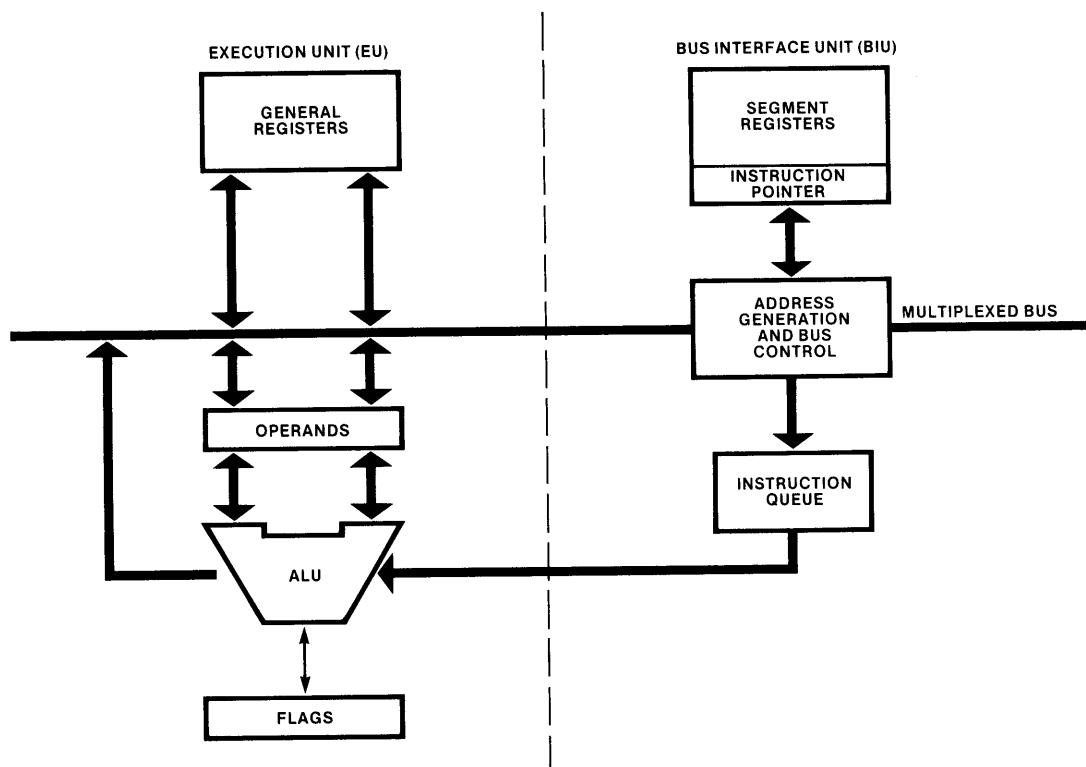 EXECUTION UNIT (EU)
GENERAL
REGISTERS
OPERANDS
ALU
FLAGS
BUS INTERFACE UNIT (BIU)
SEGMENT
REGISTERS
INSTRUCTION
POINTER
ADDRESS
GENERATION
AND BUS
CONTROL
MULTIPLEXED BUS
INSTRUCTION
QUEUE